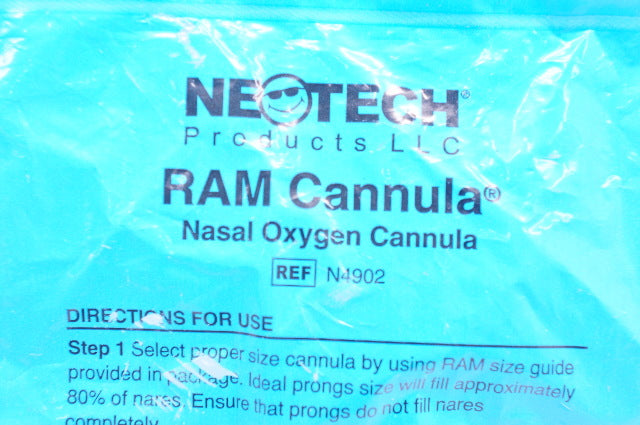 NEOTECH®
Products LLC
RAM Cannula®
Nasal Oxygen Cannula
REF N4902
DIRECTIONS FOR USE
Step 1 Select proper size cannula by using RAM size guide
provided in package. Ideal prongs size will fill approximately
80% of nares. Ensure that prongs do not fill nares
completely.